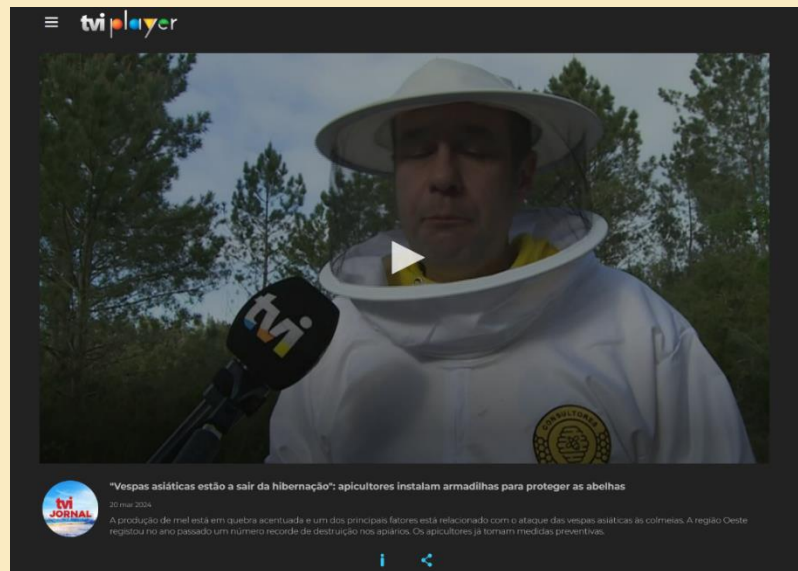 tvi player
tvi
CONSULTORES
"Vespas asiáticas estão a sair da hibernação": apicultores instalam armadilhas para proteger as abelhas
tvi
JORNAL
20 mar 2024
A produção de mel está em quebra acentuada e um dos principais fatores está relacionado com o ataque das vespas asiáticas às colmeias. A região Oeste
registou no ano passado um número recorde de destruição nos apiários. Os apicultores já tomam medidas preventivas.